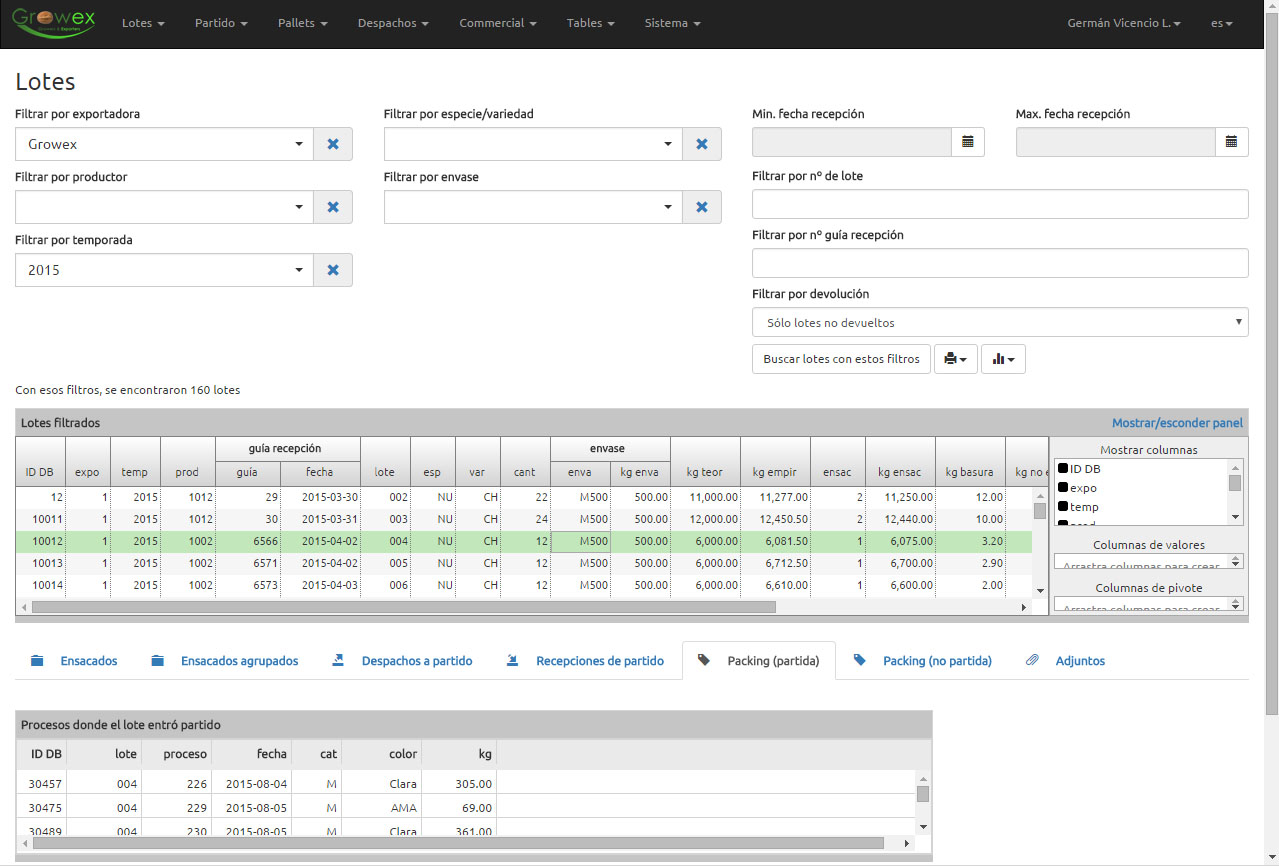 Growex
Growers & Exporters
Lotes Partido Pallets Despachos Commercial Tables Sistema Germán Vicencio L. es
Lotes
Filtrar por exportadora Filtrar por especie/variedad Min. fecha recepción Max. fecha recepción
Growex
Filtrar por productor Filtrar por envase Filtrar por nº de lote
Filtrar por temporada Filtrar por nº guía recepción
2015
Filtrar por devolución
Sólo lotes no devueltos
Buscar lotes con estos filtros
Con esos filtros, se encontraron 160 lotes
Lotes filtrados Mostrar/esconder panel
guía recepción envase Mostrar columnas
ID DB expo temp prod guía fecha lote esp var cant enva kg enva kg teor kg empir ensac kg ensac kg basura kg no e
12 1 2015 1012 29 2015-03-30 002 NU CH 22 M500 500.00 11,000.00 11,277.00 2 11,250.00 12.00
10011 1 2015 1012 30 2015-03-31 003 NU CH 24 M500 500.00 12,000.00 12,450.50 2 12,440.00 10.00
10012 1 2015 1002 6566 2015-04-02 004 NU CH 12 M500 500.00 6,000.00 6,081.50 1 6,075.00 3.20
10013 1 2015 1002 6571 2015-04-02 005 NU CH 12 M500 500.00 6,000.00 6,712.50 1 6,700.00 2.90
10014 1 2015 1002 6573 2015-04-03 006 NU CH 12 M500 500.00 6,000.00 6,610.00 1 6,600.00 2.00
ID DB
expo
temp
prod
Columnas de valores
Arrastra columnas para crear
Columnas de pivote
Arrastra columnas para crear
Ensacados Ensacados agrupados Despachos a partido Recepciones de partido Packing (partida) Packing (no partida) Adjuntos
Procesos donde el lote entró partido
ID DB lote proceso fecha cat color kg
30457 004 226 2015-08-04 M Clara 305.00
30475 004 229 2015-08-05 M AMA 69.00
30489 004 230 2015-08-05 M Clara 361.00